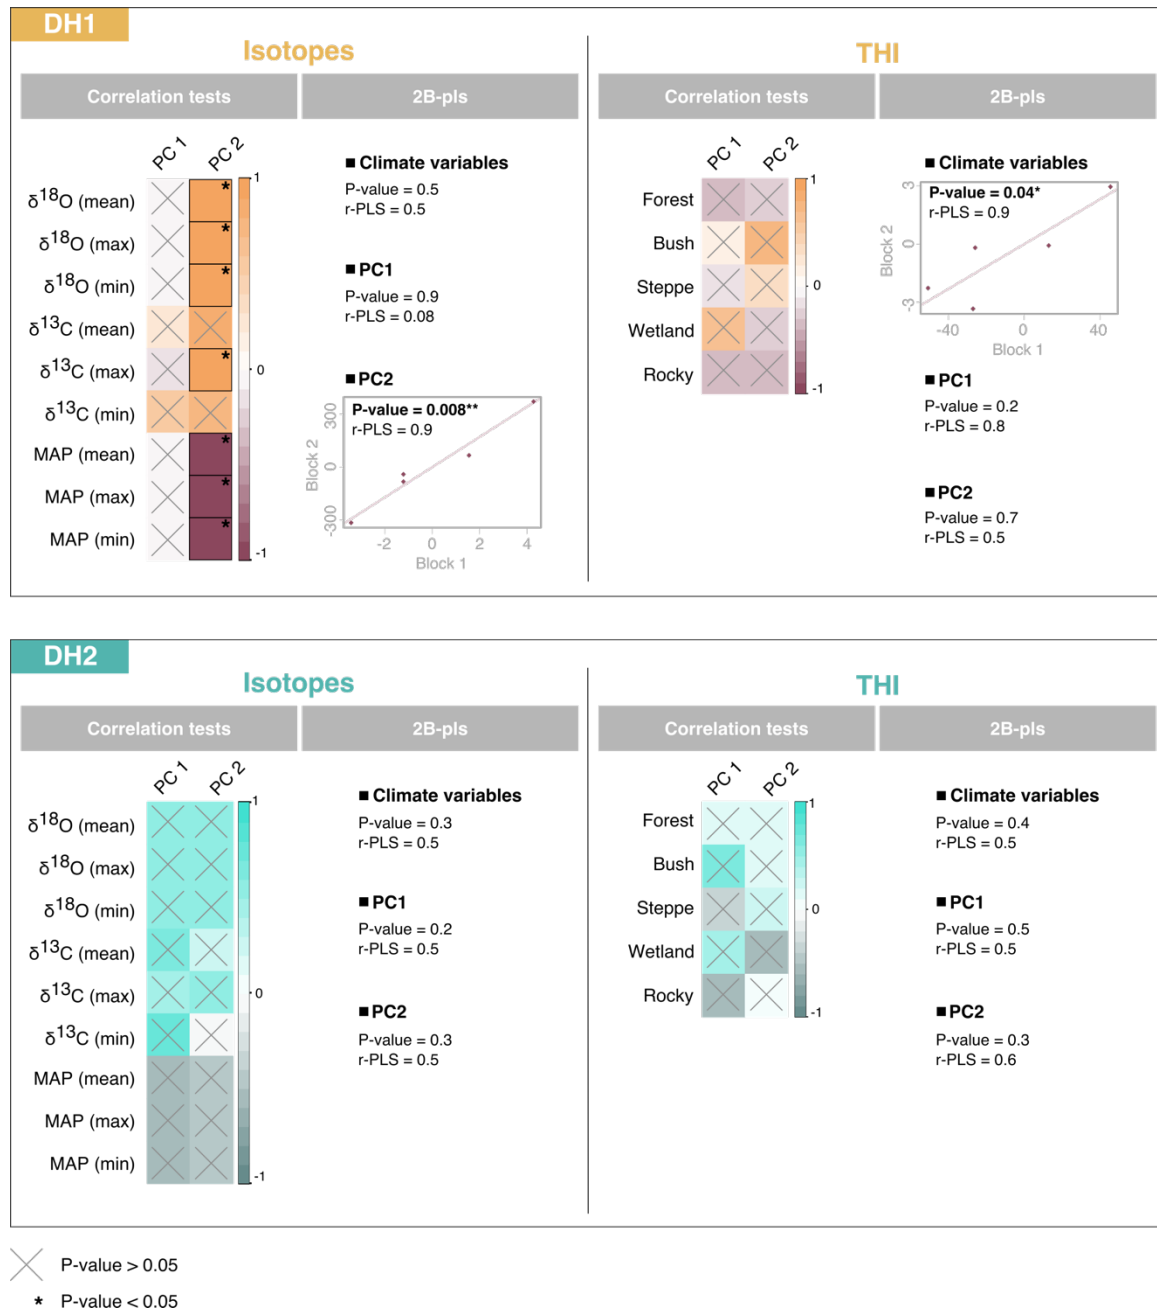 DH1
Isotopes
Correlation tests
2B-pls
PC 1
PC 2
δ18O (mean)
δ18O (max)
δ18O (min)
δ13C (mean)
δ13C (max)
δ13C (min)
MAP (mean)
MAP (max)
MAP (min)
*
*
*
*
*
*
*
1
0
-1
■ Climate variables
P-value = 0.5
r-PLS = 0.5
■ PC1
P-value = 0.9
r-PLS = 0.08
■ PC2
P-value = 0.008**
r-PLS = 0.9
Block 2
300
0
-300
-2 0 2 4
Block 1
THI
Correlation tests
2B-pls
PC 1
PC 2
Forest
Bush
Steppe
Wetland
Rocky
1
0
-1
■ Climate variables
P-value = 0.04*
r-PLS = 0.9
Block 2
3
0
-3
-40 0 40
Block 1
■ PC1
P-value = 0.2
r-PLS = 0.8
■ PC2
P-value = 0.7
r-PLS = 0.5
DH2
Isotopes
Correlation tests
2B-pls
PC 1
PC 2
δ18O (mean)
δ18O (max)
δ18O (min)
δ13C (mean)
δ13C (max)
δ13C (min)
MAP (mean)
MAP (max)
MAP (min)
1
0
-1
■ Climate variables
P-value = 0.3
r-PLS = 0.5
■ PC1
P-value = 0.2
r-PLS = 0.5
■ PC2
P-value = 0.3
r-PLS = 0.5
THI
Correlation tests
2B-pls
PC 1
PC 2
Forest
Bush
Steppe
Wetland
Rocky
1
0
-1
■ Climate variables
P-value = 0.4
r-PLS = 0.5
■ PC1
P-value = 0.5
r-PLS = 0.5
■ PC2
P-value = 0.3
r-PLS = 0.6
P-value > 0.05
* P-value < 0.05